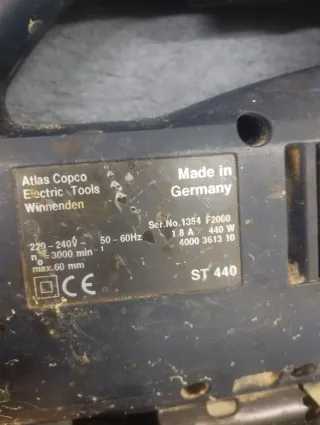 Atlas Copco
Electric Tools
Winnenden
Made in
Germany
Ser.No.1354 F2000
220-240V~ 50-60Hz 1.8 A 440 W
n₀=3000 min⁻¹ 4000 3613 10
max.60 mm
CE
ST 440